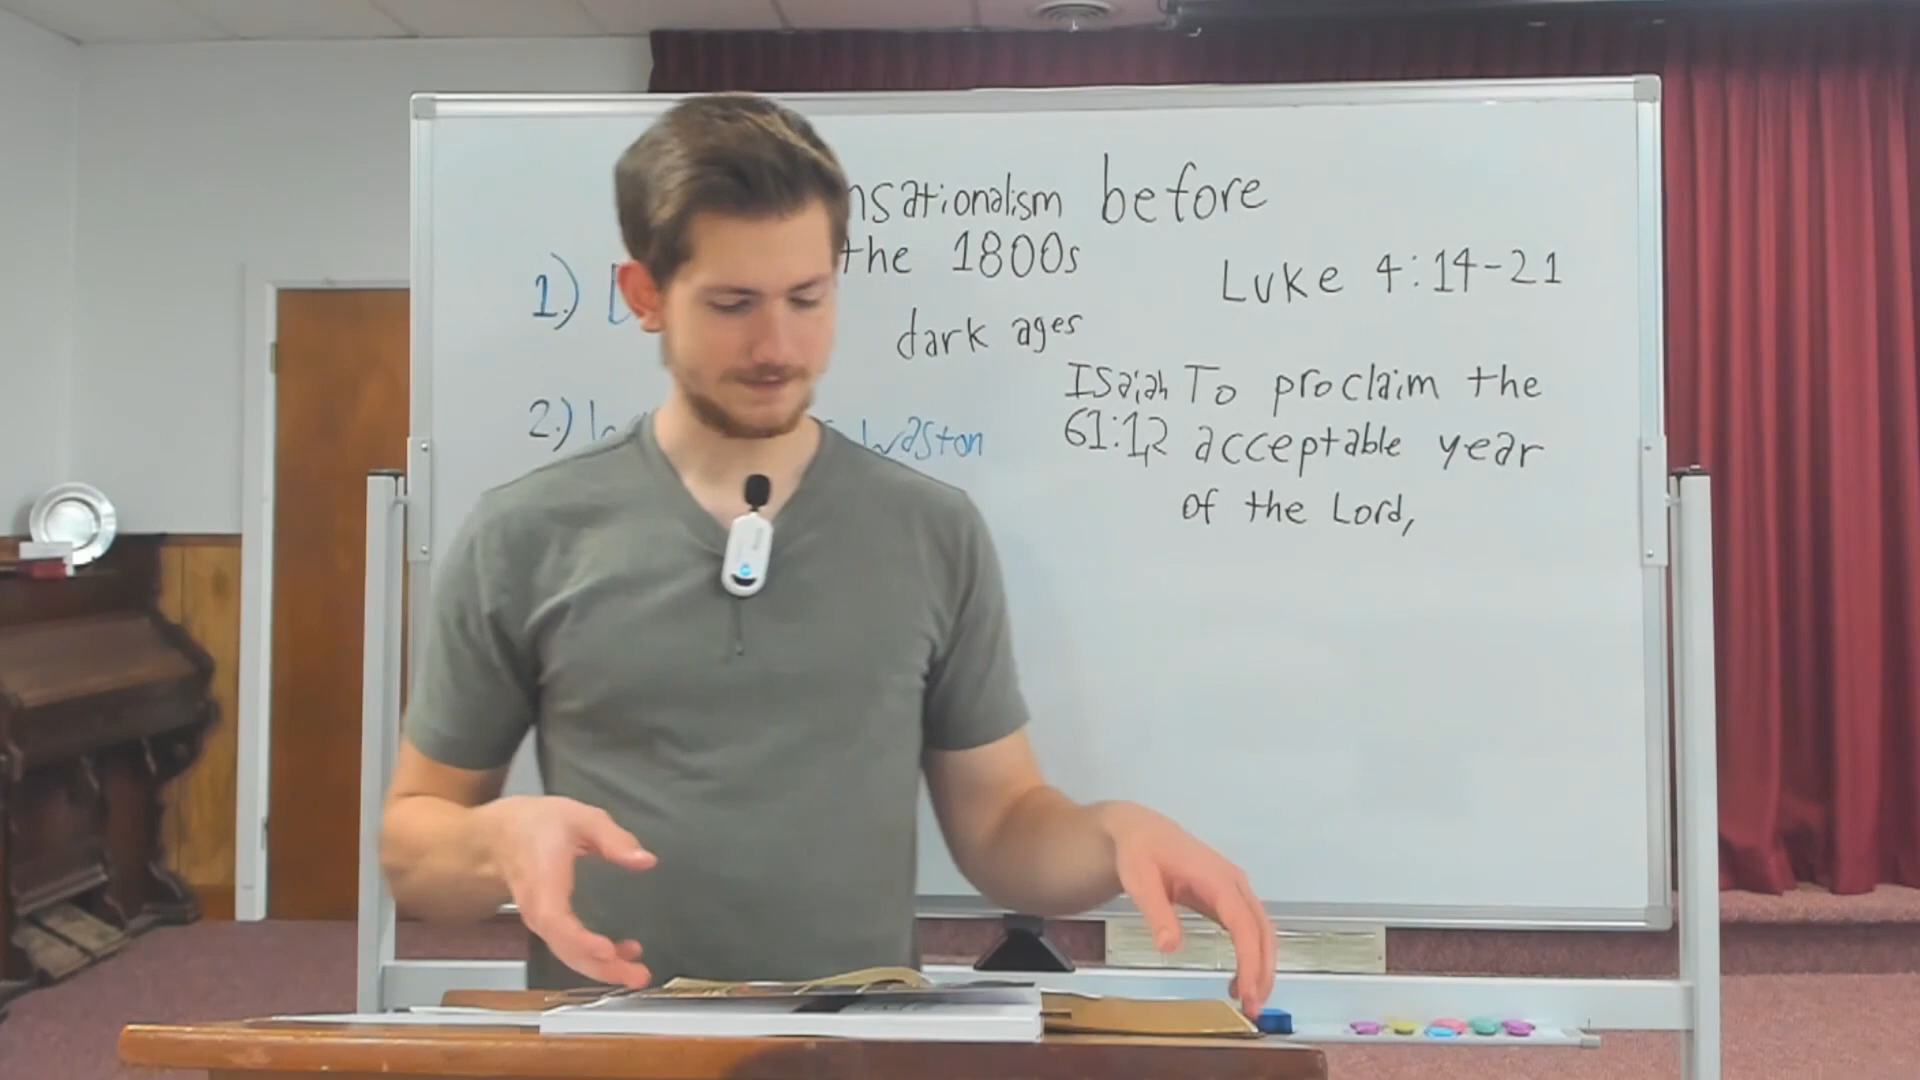 nsationalism before
the 1800s
1.)
dark ages
2.)
Waston
Luke 4:14-21
Isaiah To proclaim the
61:1,2 acceptable year
of the Lord,